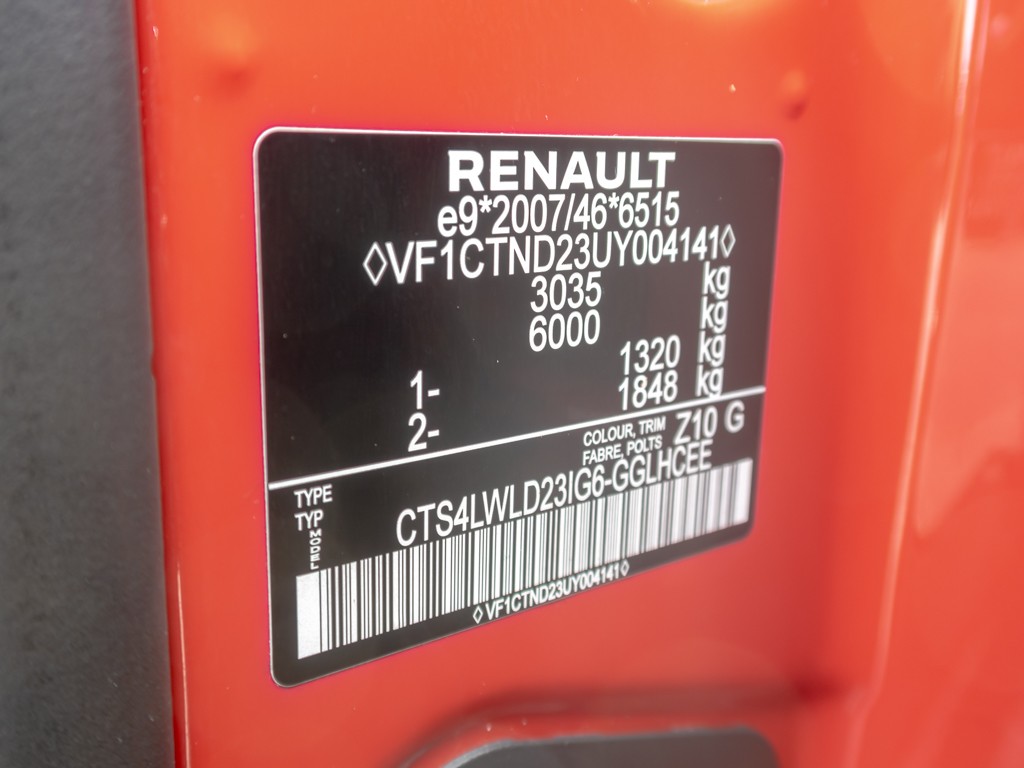 RENAULT
e9*2007/46*6515
◊VF1CTND23UY004141◊
3035 kg
6000 kg
1- 1320 kg
2- 1848 kg
COLOUR, TRIM Z10 G
FABRE, POLTS
TYPE
TYP CTS4LWLD23IG6-GGLHCEE
MODEL
◊VF1CTND23UY004141◊